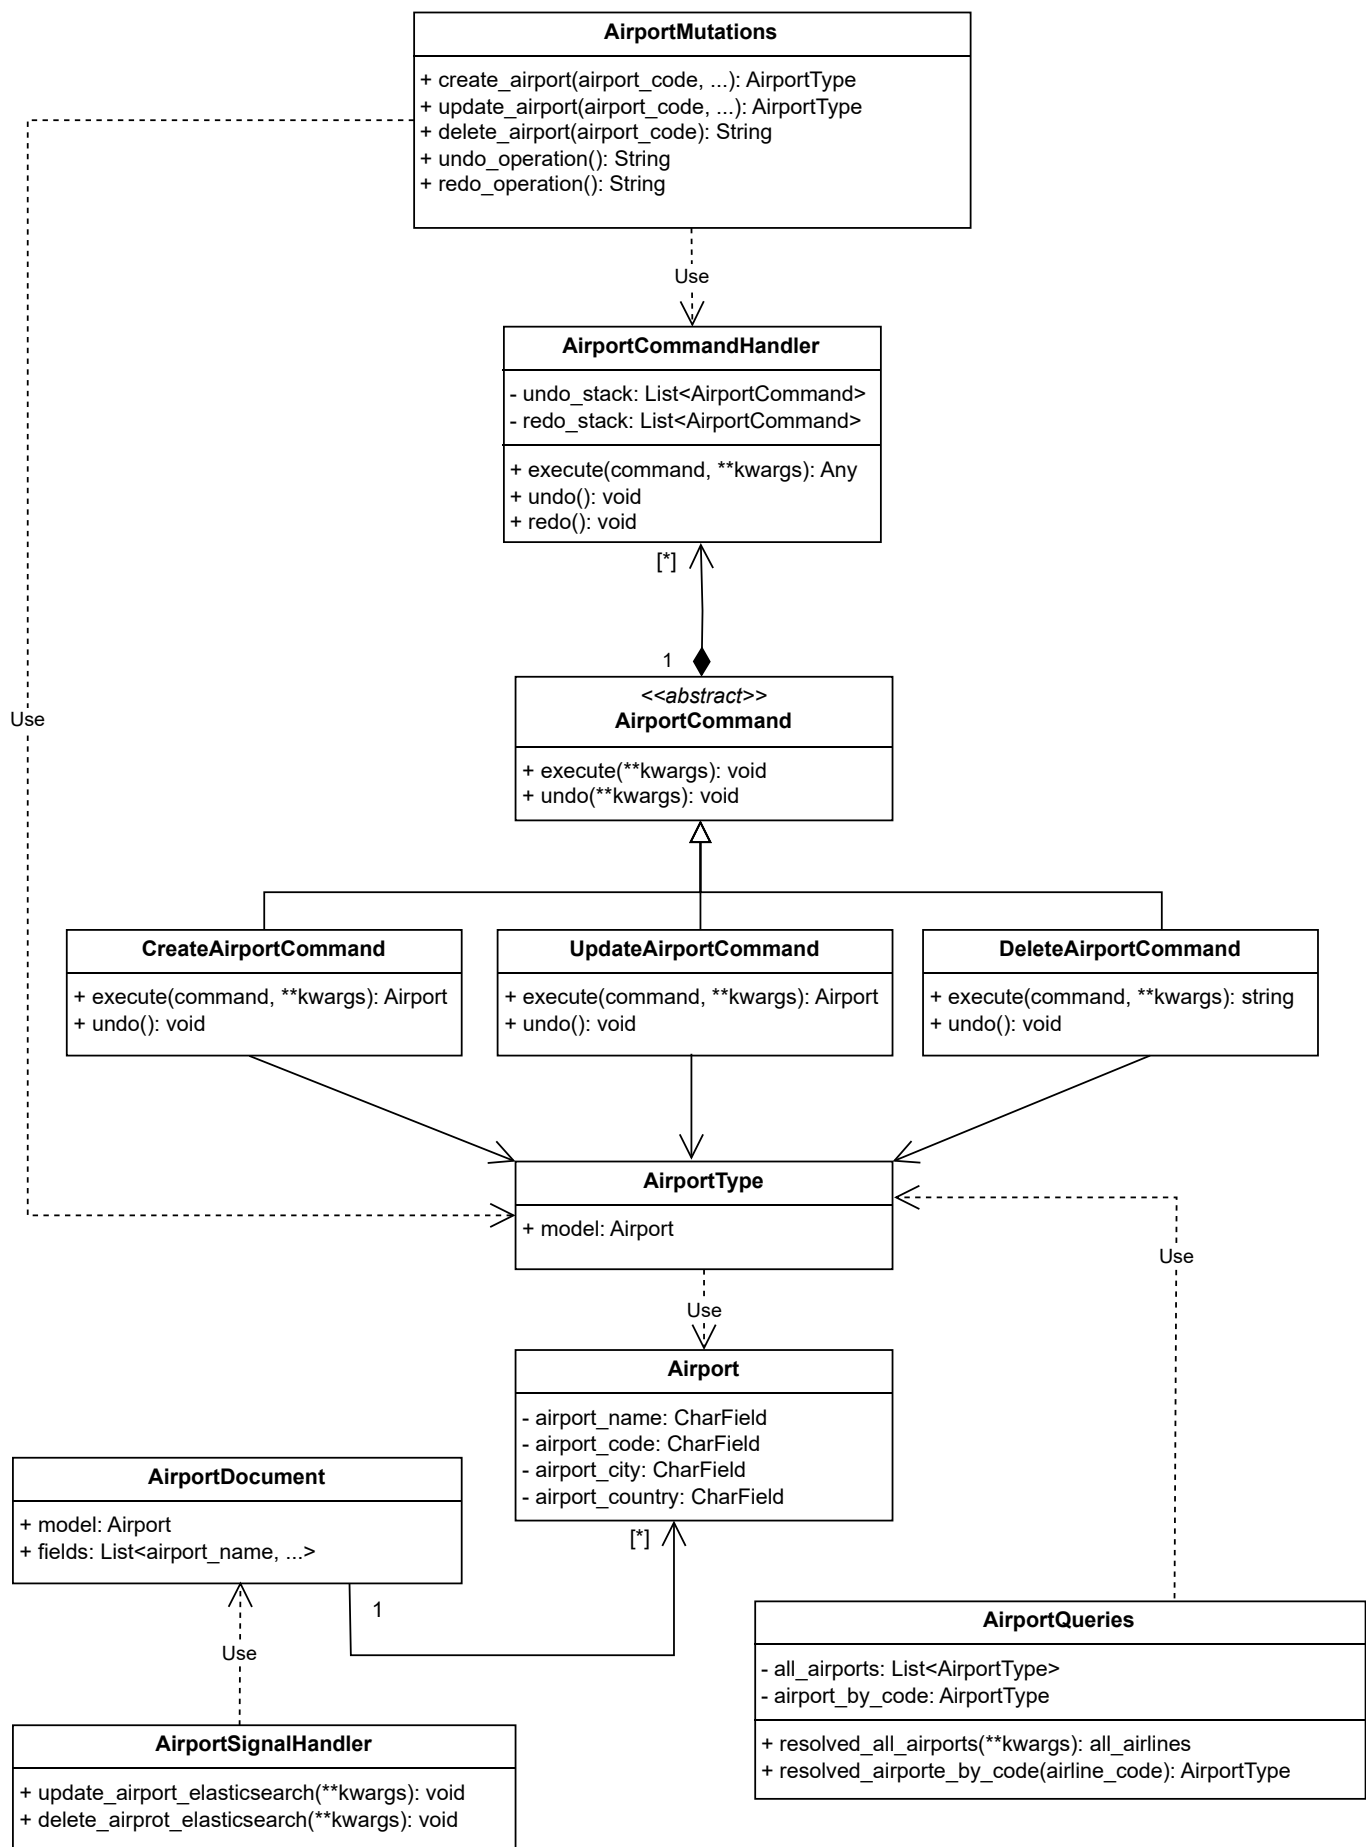 AirportMutations
+ create_airport(airport_code, ...): AirportType
+ update_airport(airport_code, ...): AirportType
+ delete_airport(airport_code): String
+ undo_operation(): String
+ redo_operation(): String
Use
AirportCommandHandler
- undo_stack: List<AirportCommand>
- redo_stack: List<AirportCommand>
+ execute(command, **kwargs): Any
+ undo(): void
+ redo(): void
[*]
1
<<abstract>>
AirportCommand
+ execute(**kwargs): void
+ undo(**kwargs): void
Use
CreateAirportCommand
+ execute(command, **kwargs): Airport
+ undo(): void
UpdateAirportCommand
+ execute(command, **kwargs): Airport
+ undo(): void
DeleteAirportCommand
+ execute(command, **kwargs): string
+ undo(): void
AirportType
+ model: Airport
Use
Use
Airport
- airport_name: CharField
- airport_code: CharField
- airport_city: CharField
- airport_country: CharField
[*]
AirportDocument
+ model: Airport
+ fields: List<airport_name, ...>
1
Use
AirportSignalHandler
+ update_airport_elasticsearch(**kwargs): void
+ delete_airprot_elasticsearch(**kwargs): void
AirportQueries
- all_airports: List<AirportType>
- airport_by_code: AirportType
+ resolved_all_airports(**kwargs): all_airlines
+ resolved_airporte_by_code(airline_code): AirportType